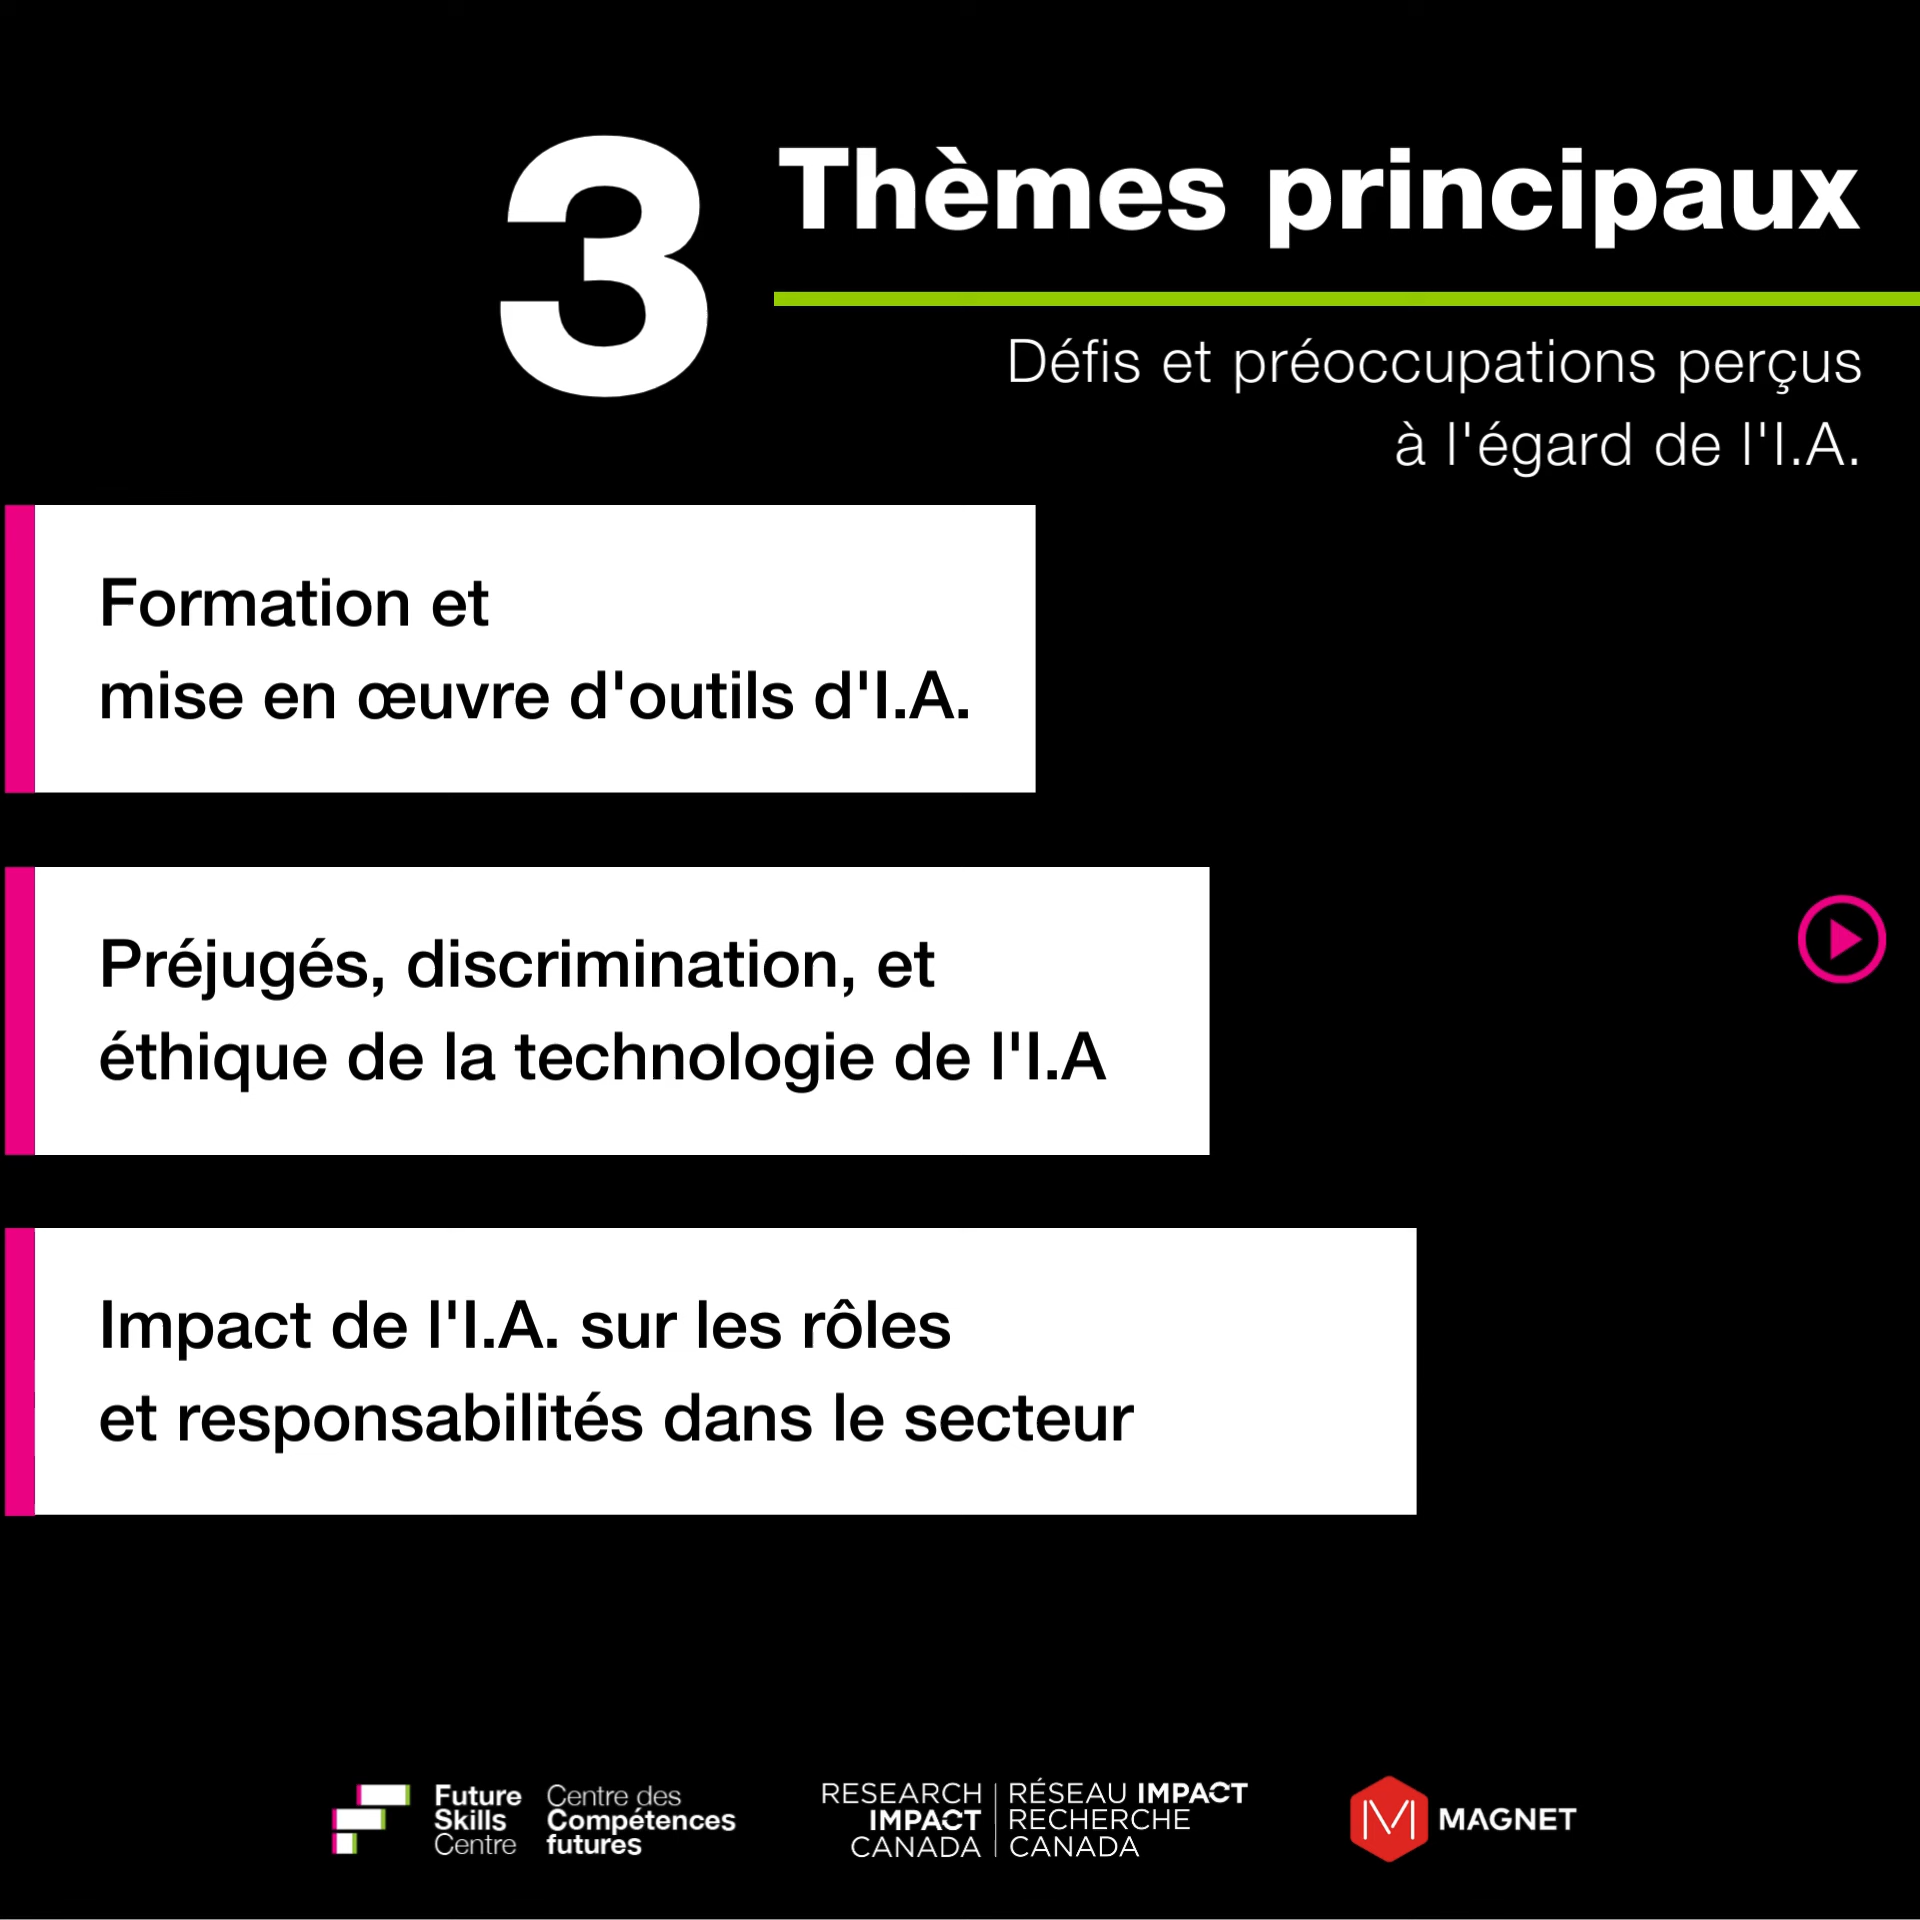 3 Thèmes principaux
Défis et préoccupations perçus
à l'égard de l'I.A.
Formation et
mise en œuvre d'outils d'I.A.
Préjugés, discrimination, et
éthique de la technologie de l'I.A
Impact de l'I.A. sur les rôles
et responsabilités dans le secteur
Future
Skills
Centre
Centre des
Compétences
futures
RESEARCH
IMPACT
CANADA
RÉSEAU IMPACT
RECHERCHE
CANADA
M MAGNET